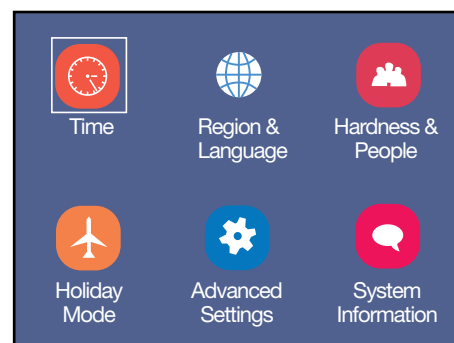 Time
Region &
Language
Hardness &
People
Holiday
Mode
Advanced
Settings
System
Information